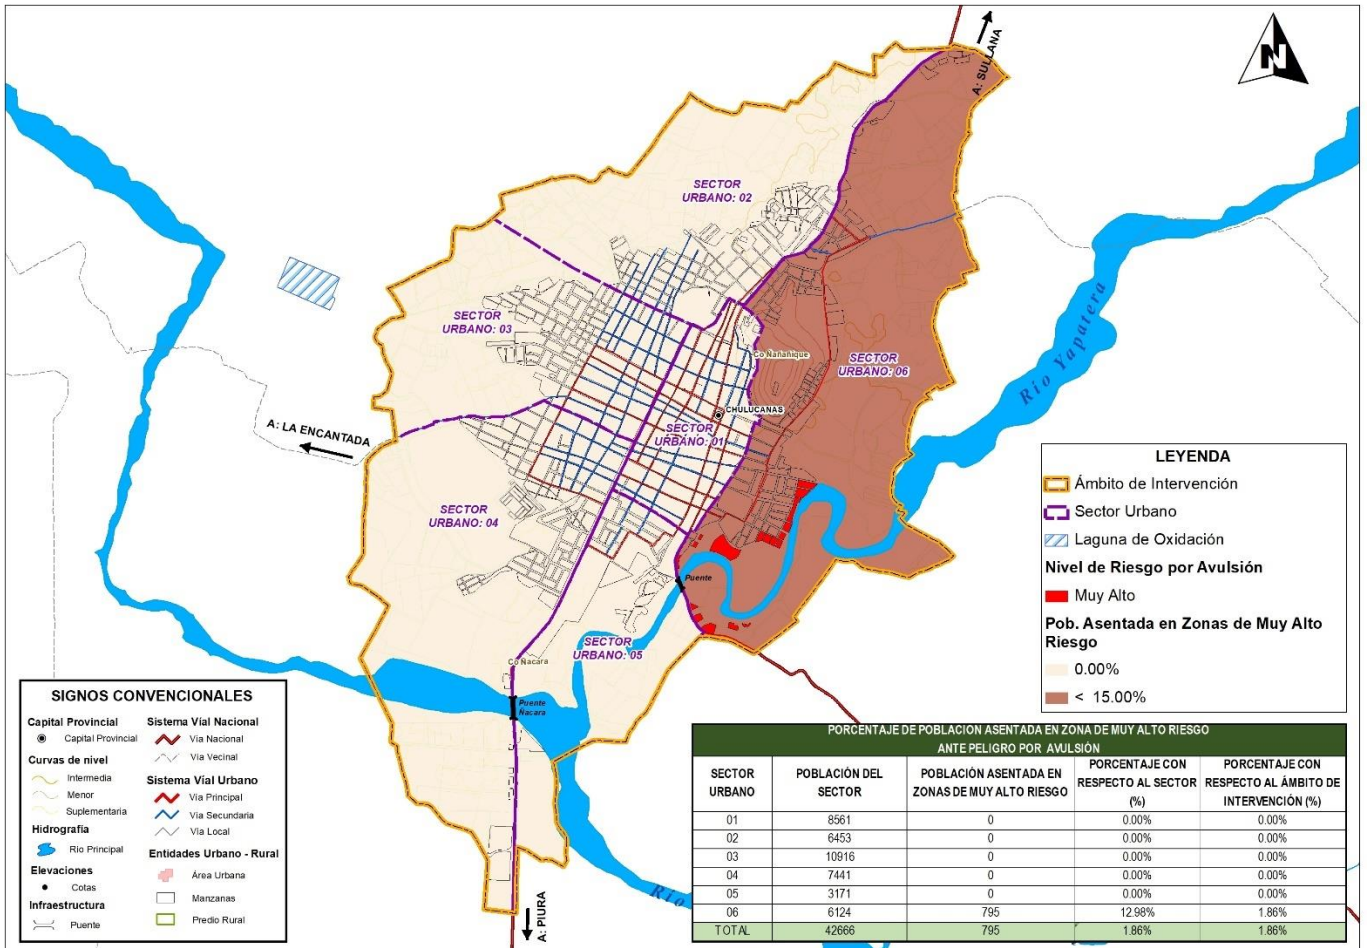 A: SULLANA
N
SECTOR
URBANO: 02
Río Yapatera
SECTOR
URBANO: 03
Co Ñañañique
SECTOR
URBANO: 06
CHULUCANAS
SECTOR
URBANO: 01
A: LA ENCANTADA
SECTOR
URBANO: 04
Puente
SECTOR
URBANO: 05
Co Ñacara
Puente
Ñacara
A: PIURA
Río
LEYENDA
Ámbito de Intervención
Sector Urbano
Laguna de Oxidación
Nivel de Riesgo por Avulsión
Muy Alto
Pob. Asentada en Zonas de Muy Alto
Riesgo
0.00%
< 15.00%
SIGNOS CONVENCIONALES
Capital Provincial
Capital Provincial
Curvas de nivel
Intermedia
Menor
Suplementaria
Hidrografía
Rio Principal
Elevaciones
Cotas
Infraestructura
Puente
Sistema Vial Nacional
Via Nacional
Via Vecinal
Sistema Vial Urbano
Via Principal
Via Secundaria
Via Local
Entidades Urbano - Rural
Área Urbana
Manzanas
Predio Rural
PORCENTAJE DE POBLACION ASENTADA EN ZONA DE MUY ALTO RIESGO
ANTE PELIGRO POR AVULSIÓN
SECTOR
URBANO
POBLACIÓN DEL
SECTOR
POBLACIÓN ASENTADA EN
ZONAS DE MUY ALTO RIESGO
PORCENTAJE CON
RESPECTO AL SECTOR
(%)
PORCENTAJE CON
RESPECTO AL ÁMBITO DE
INTERVENCIÓN (%)
01 8561 0 0.00% 0.00%
02 6453 0 0.00% 0.00%
03 10916 0 0.00% 0.00%
04 7441 0 0.00% 0.00%
05 3171 0 0.00% 0.00%
06 6124 795 12.98% 1.86%
TOTAL 42666 795 1.86% 1.86%